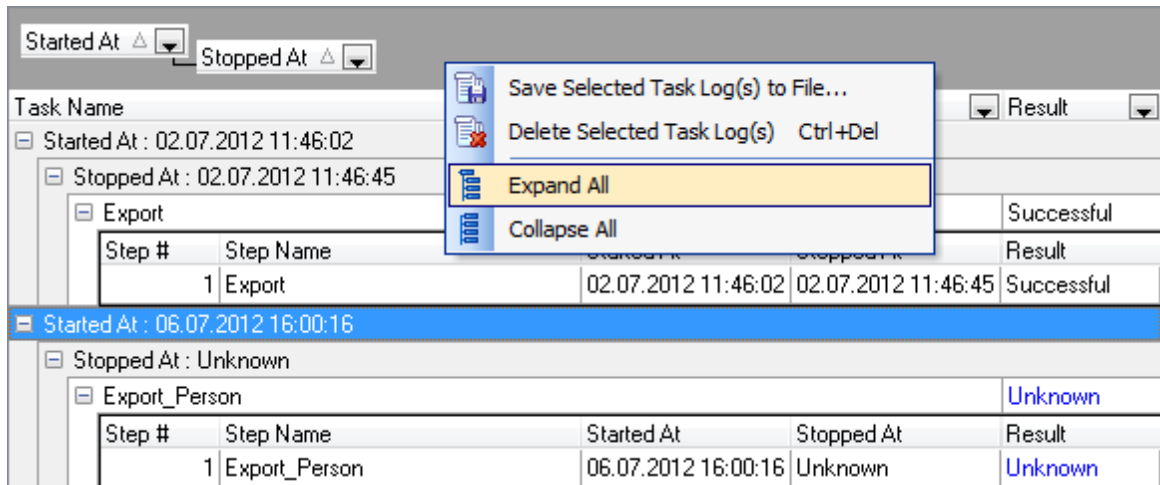 Started At
Stopped At
Save Selected Task Log(s) to File...
Task Name Result
Delete Selected Task Log(s) Ctrl+Del
Started At : 02.07.2012 11:46:02
Stopped At : 02.07.2012 11:46:45
Expand All
Export Successful
Collapse All
Step # Step Name Result
1 Export 02.07.2012 11:46:02 02.07.2012 11:46:45 Successful
Started At : 06.07.2012 16:00:16
Stopped At : Unknown
Export_Person Unknown
Step # Step Name Started At Stopped At Result
1 Export_Person 06.07.2012 16:00:16 Unknown Unknown